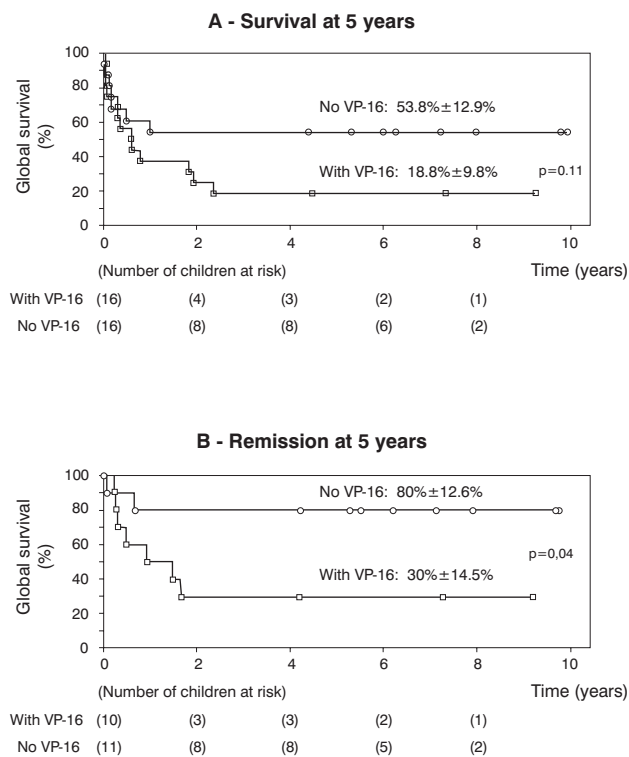 A - Survival at 5 years
Global survival
(%)
100
80
60
40
20
0
No VP-16: 53.8%±12.9%
With VP-16: 18.8%±9.8%
p=0.11
0 2 4 6 8 10
(Number of children at risk) Time (years)
With VP-16 (16) (4) (3) (2) (1)
No VP-16 (16) (8) (8) (6) (2)
B - Remission at 5 years
Global survival
(%)
100
80
60
40
20
0
No VP-16: 80%±12.6%
p=0,04
With VP-16: 30%±14.5%
0 2 4 6 8 10
(Number of children at risk) Time (years)
With VP-16 (10) (3) (3) (2) (1)
No VP-16 (11) (8) (8) (5) (2)